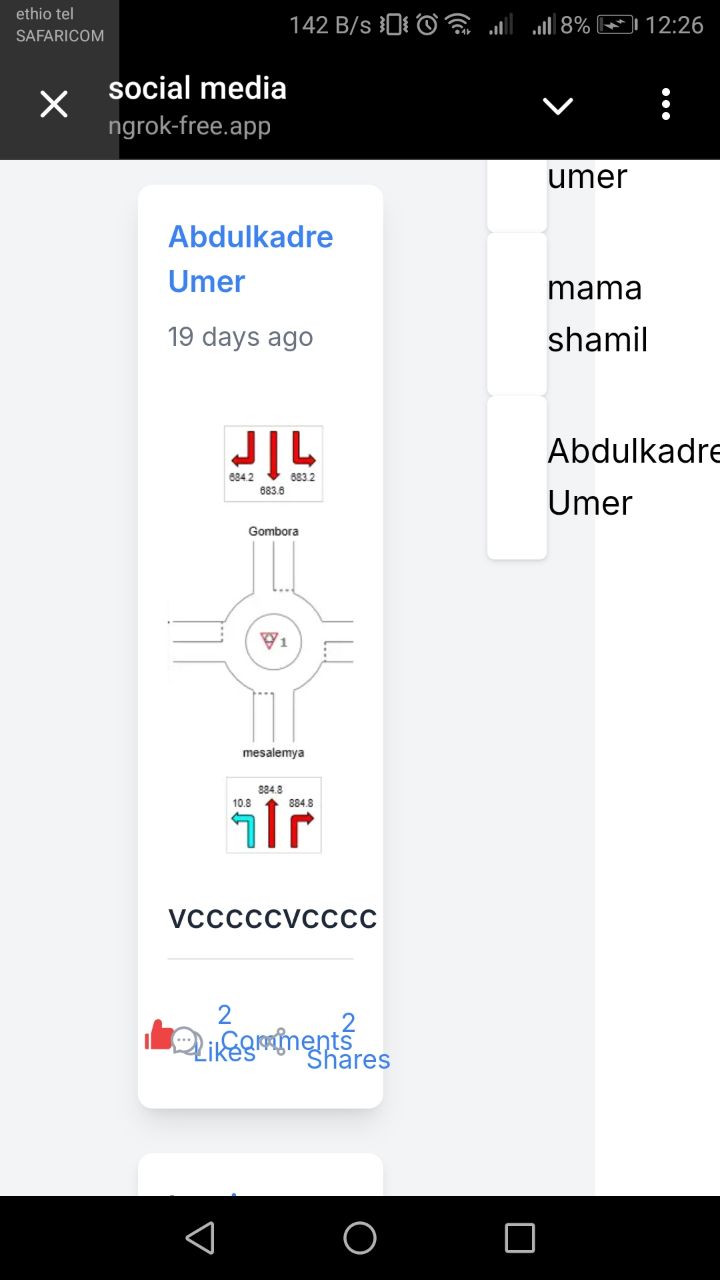 ethio tel
SAFARICOM
142 B/s
8%
12:26
social media
ngrok-free.app
Abdulkadre
Umer
19 days ago
684.2
683.6
683.2
Gombora
1
mesalemya
884.8
10.8
884.8
vcccccvcccc
2
Likes
Comments
2
Shares
umer
mama
shamil
Abdulkadre
Umer